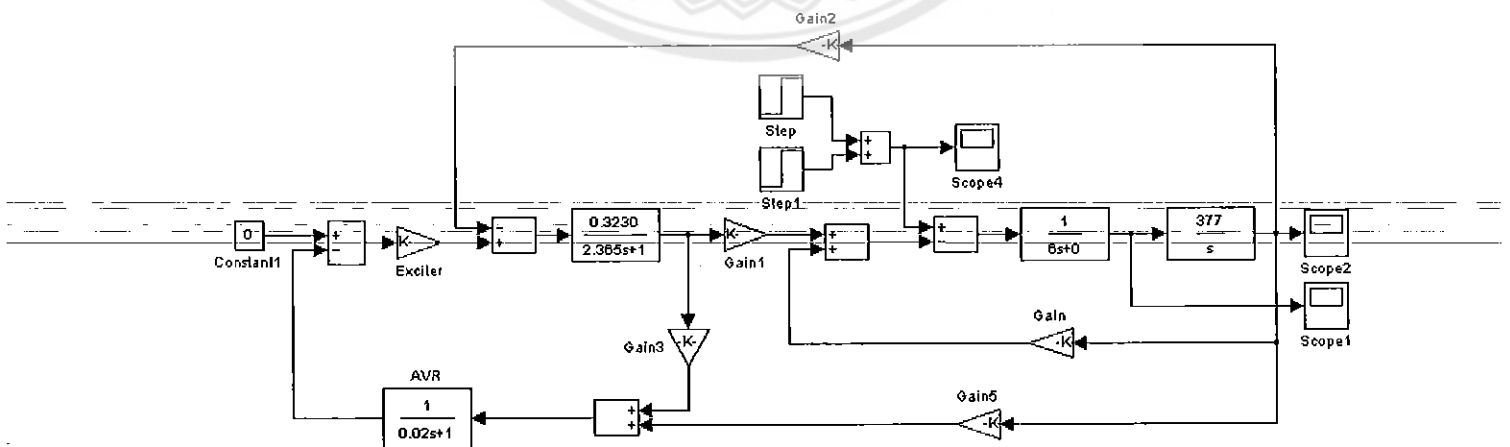 Gain2
-K
Step
Step1
+
+
Scope4
0
Constant1
+
−
K-
Exciter
−
+
0.3230
2.365s+1
K-
Gain1
+
+
+
−
1
6s+0
377
s
Scope2
Scope1
Gain
-K
Gain3
-K-
AVR
1
0.02s+1
+
+
Gain5
-K